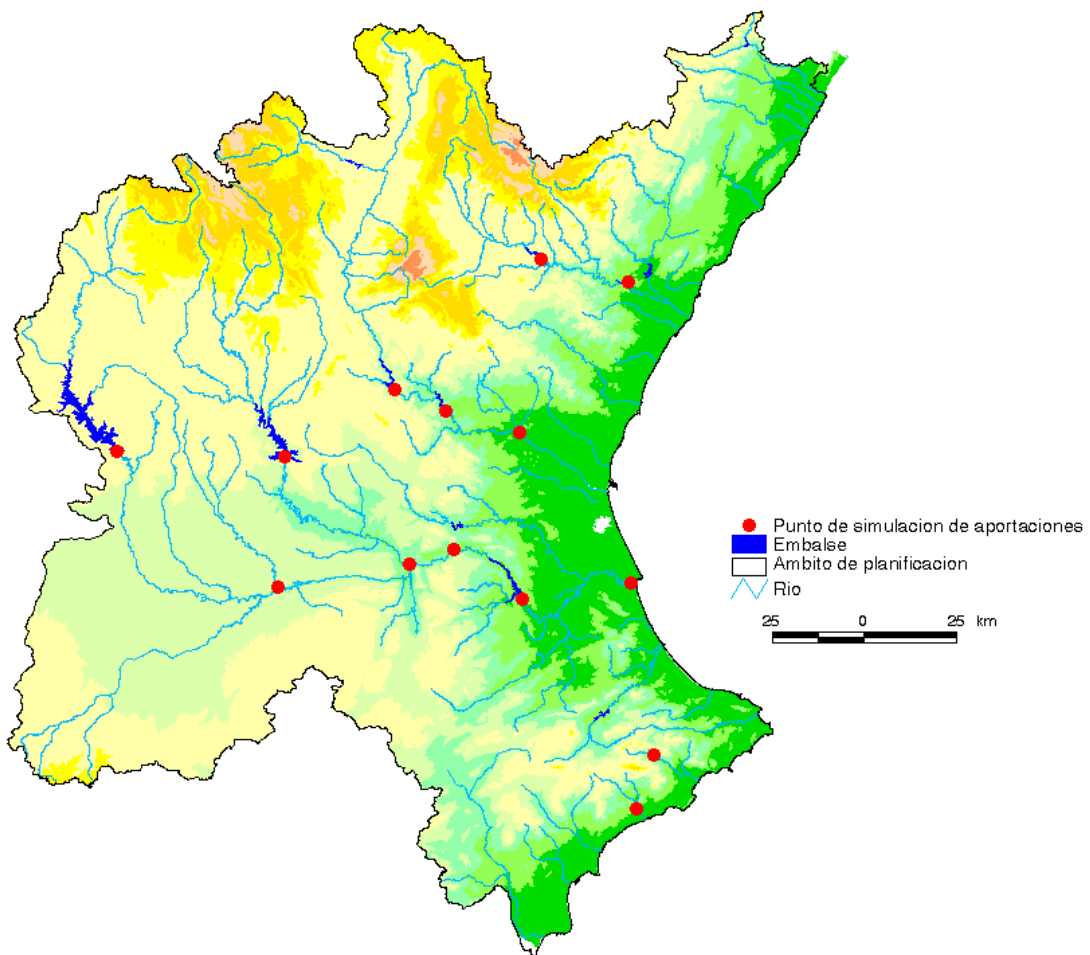 Punto de simulacion de aportaciones
Embalse
Ambito de planificacion
Rio
25 0 25 km